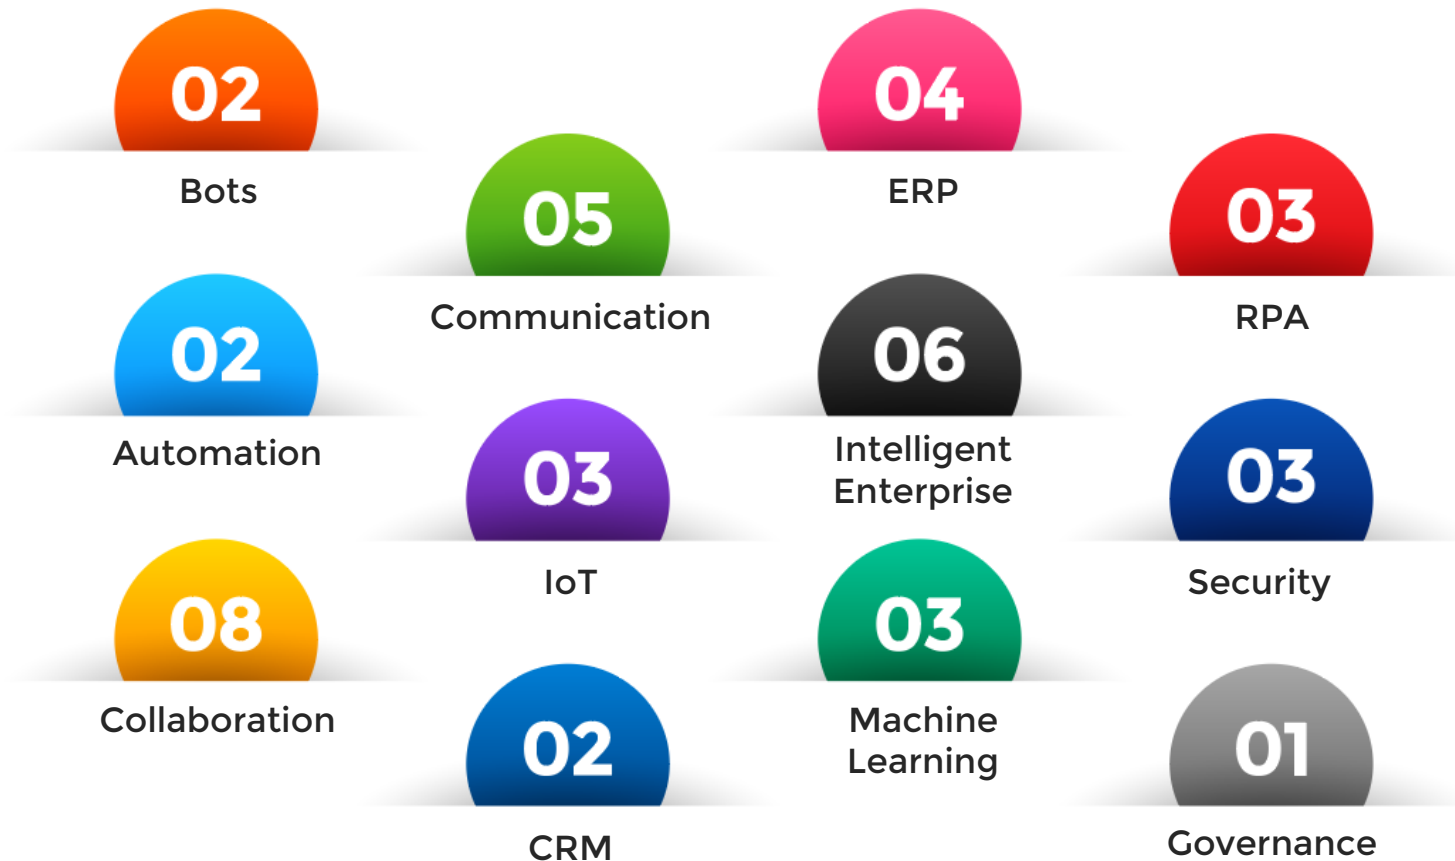 02
Bots
04
ERP
05
Communication
03
RPA
02
Automation
06
Intelligent
Enterprise
03
IoT
03
Security
08
Collaboration
03
Machine
Learning
02
CRM
01
Governance